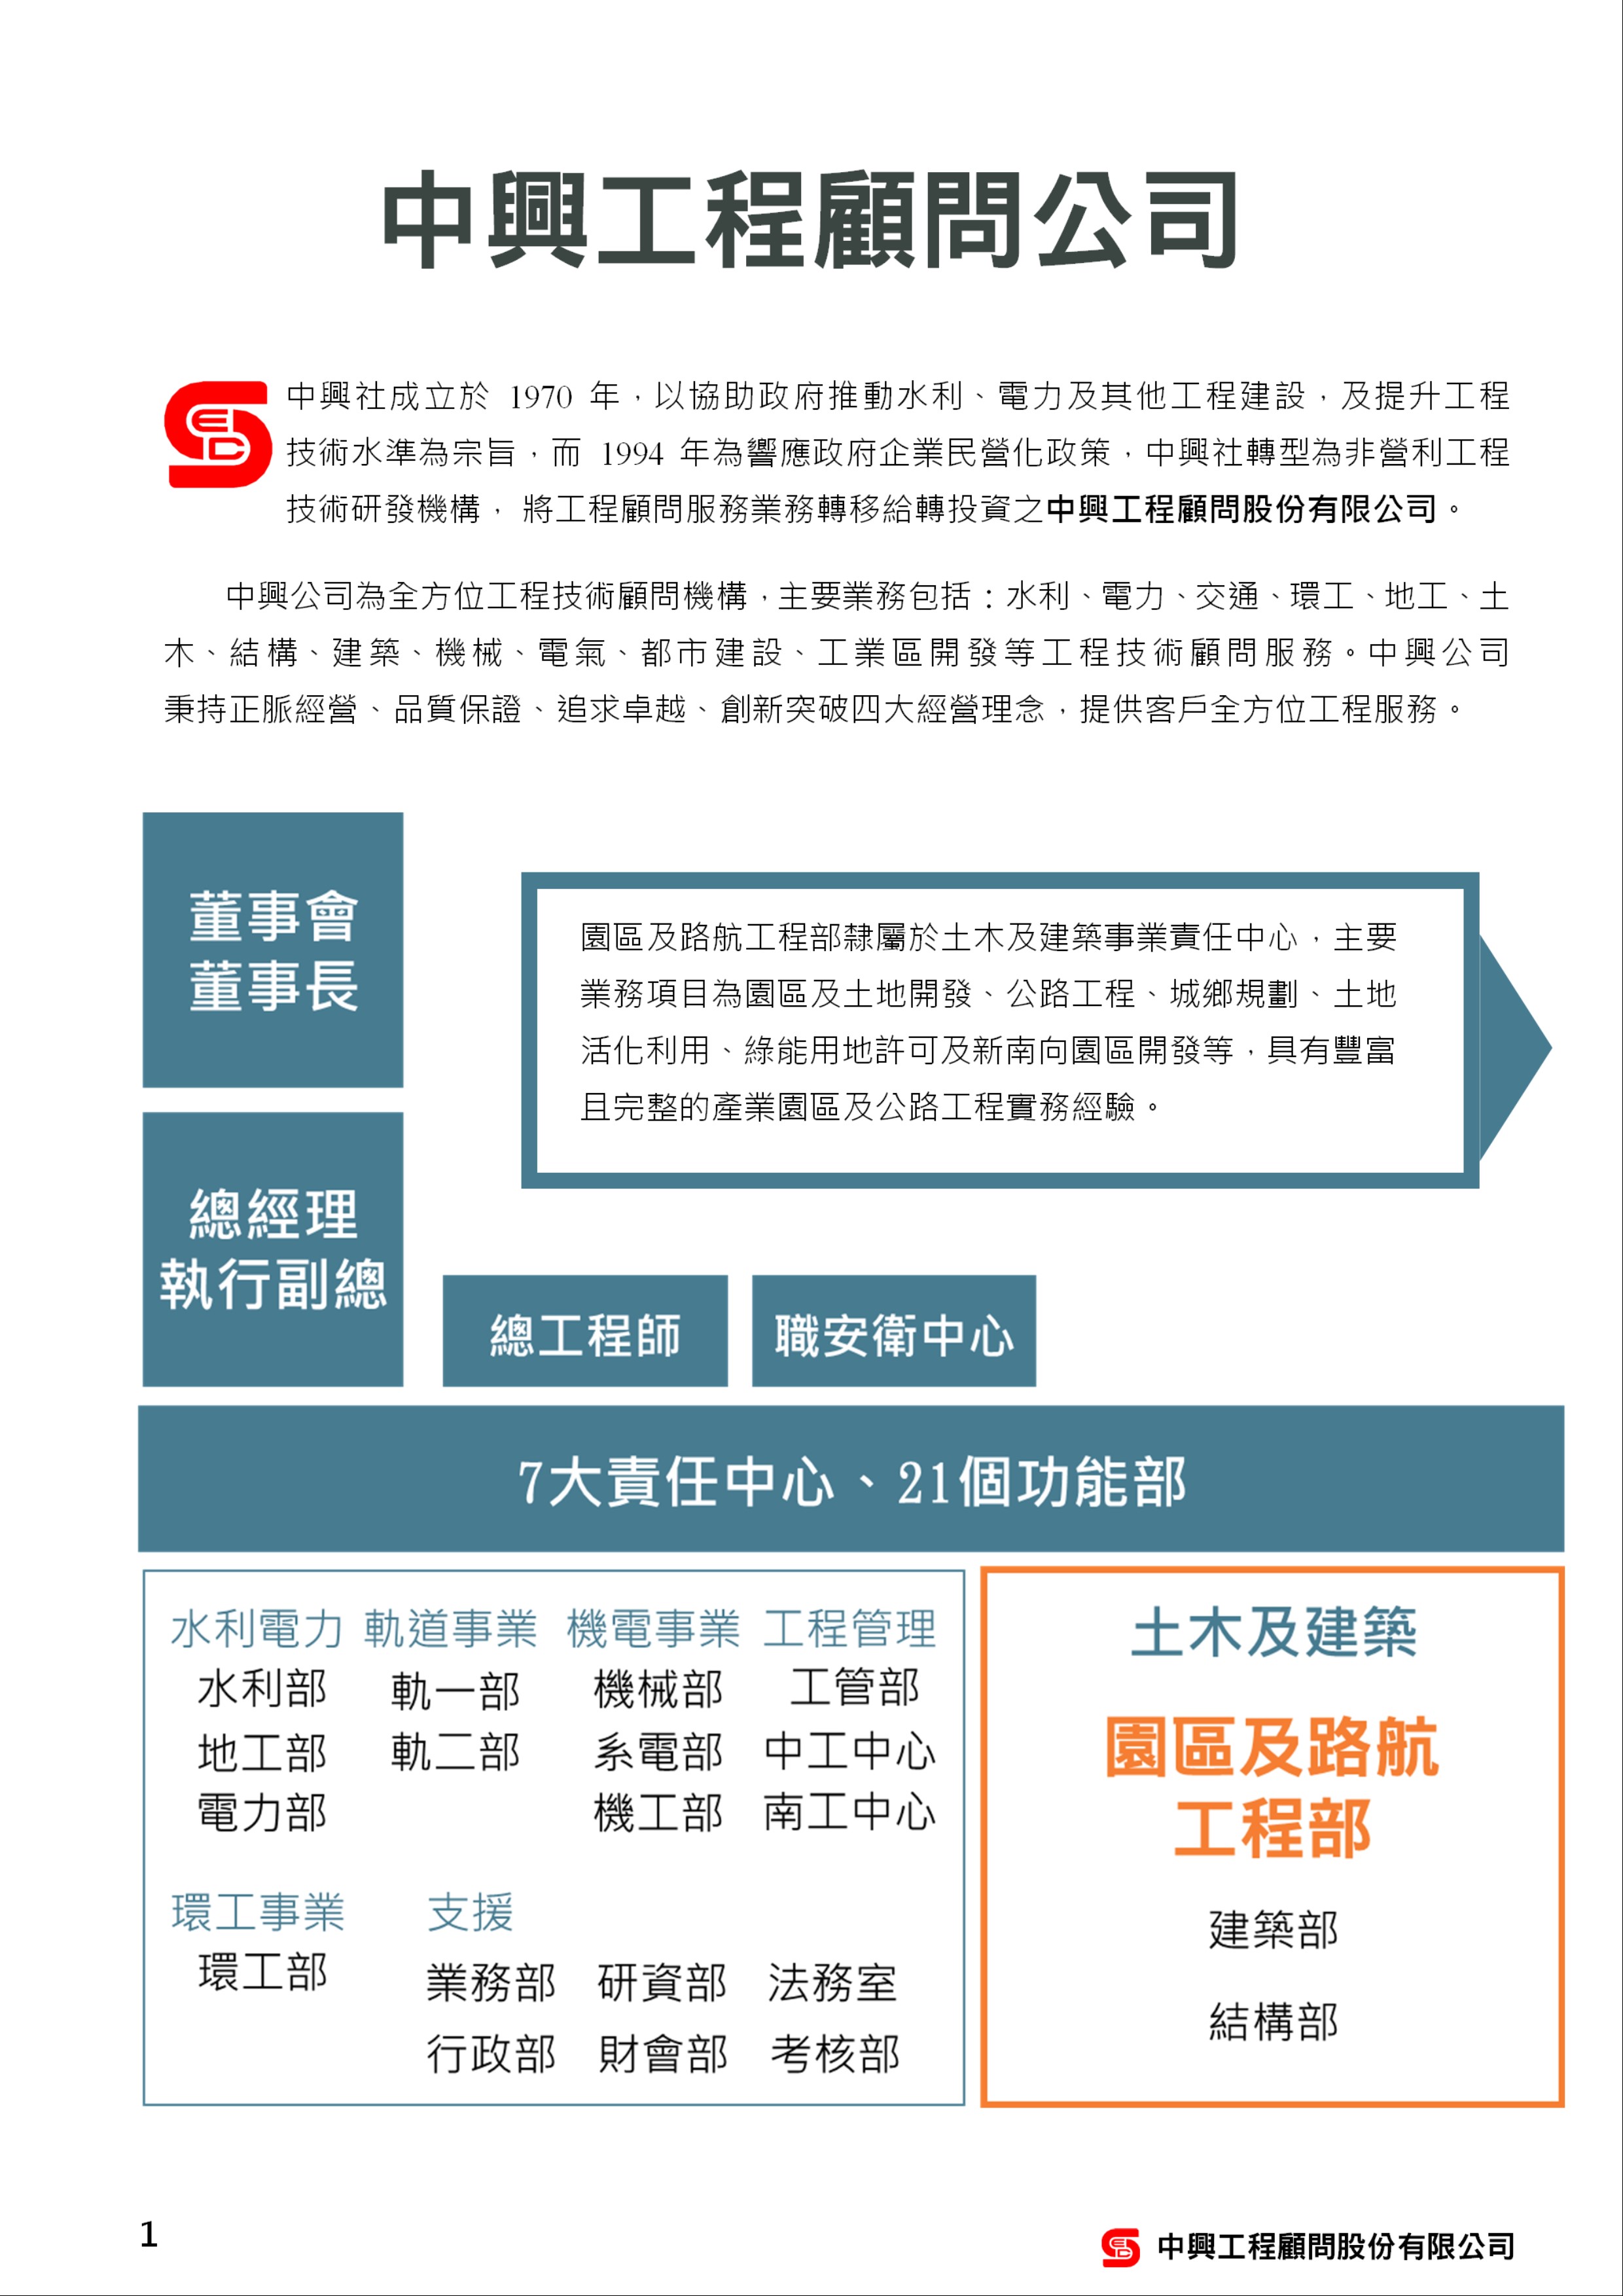 中興工程顧問公司
中興社成立於 1970 年，以協助政府推動水利、電力及其他工程建設，及提升工程
技術水準為宗旨，而 1994 年為響應政府企業民營化政策，中興社轉型為非營利工程
技術研發機構， 將工程顧問服務業務轉移給轉投資之中興工程顧問股份有限公司。
中興公司為全方位工程技術顧問機構，主要業務包括：水利、電力、交通、環工、地工、土
木、結構、建築、機械、電氣、都市建設、工業區開發等工程技術顧問服務。中興公司
秉持正脈經營、品質保證、追求卓越、創新突破四大經營理念，提供客戶全方位工程服務。
董事會
董事長
園區及路航工程部隸屬於土木及建築事業責任中心，主要
業務項目為園區及土地開發、公路工程、城鄉規劃、土地
活化利用、綠能用地許可及新南向園區開發等，具有豐富
且完整的產業園區及公路工程實務經驗。
總經理
執行副總
總工程師
職安衛中心
7大責任中心、21個功能部
水利電力 軌道事業 機電事業 工程管理
水利部 軌一部 機械部 工管部
地工部 軌二部 系電部 中工中心
電力部 機工部 南工中心
環工事業 支援
環工部
業務部 研資部 法務室
行政部 財會部 考核部
土木及建築
園區及路航
工程部
建築部
結構部
1
中興工程顧問股份有限公司